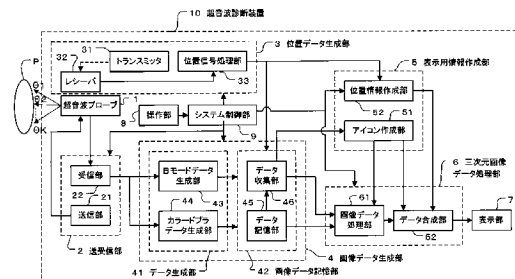 10 超音波診断装置
P
31
トランスミッタ
位置信号処理部
3 位置データ生成部
32
レシーバ
33
θ1
θ2
θK
超音波プローブ
1
操作部
8
システム制御部
9
5 表示用情報作成部
位置情報作成部
52
アイコン作成部
51
受信部
22
21
送信部
2 送受信部
Bモードデータ
生成部
43
44
カラードプラ
データ生成部
データ
収集部
45
46
データ
記憶部
41 データ生成部
42 画像データ記憶部
4 画像データ生成部
6 三次元画像
データ処理部
61
画像データ
処理部
データ合成部
62
表示部
7